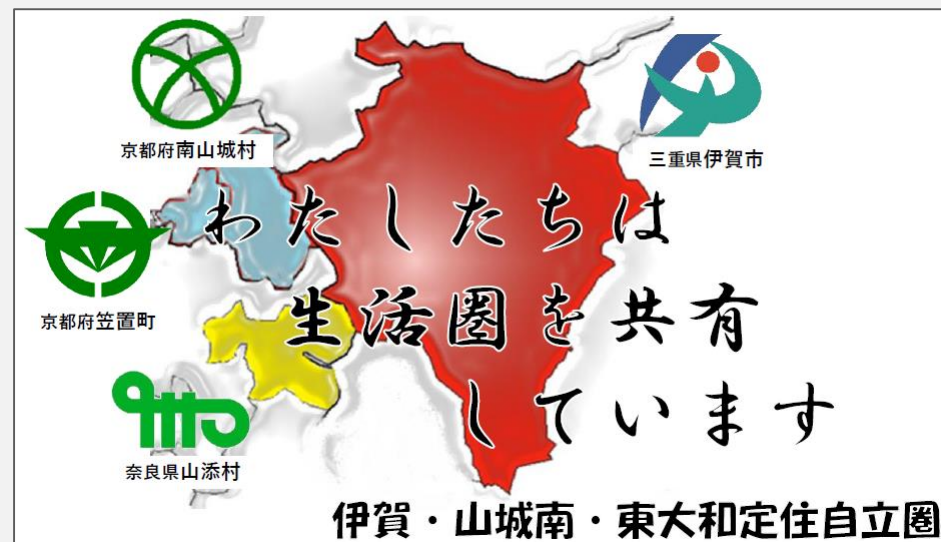 京都府南山城村
三重県伊賀市
わたしたちは
京都府笠置町
生活圏を共有
しています
奈良県山添村
伊賀・山城南・東大和定住自立圏